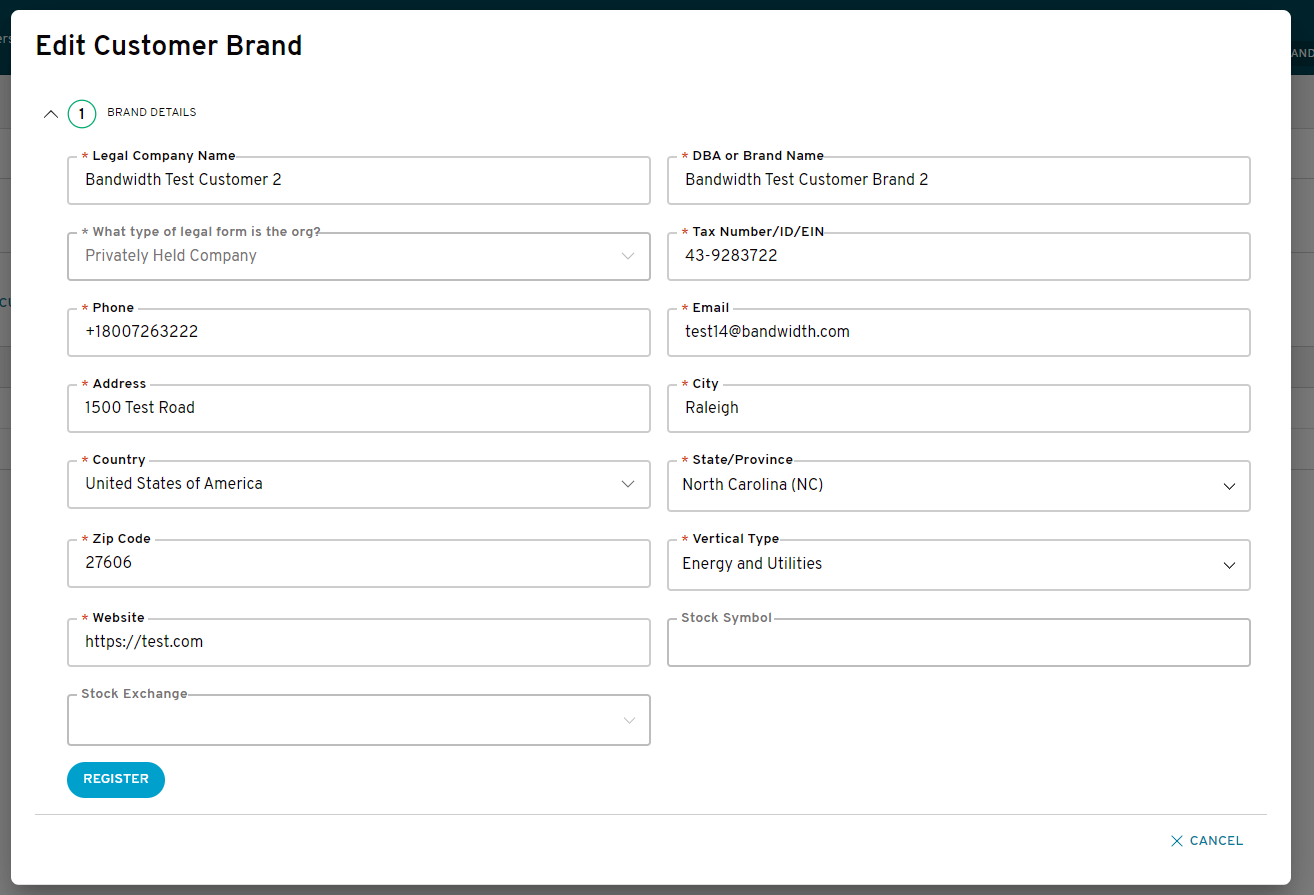 Edit Customer Brand
1 BRAND DETAILS
* Legal Company Name
Bandwidth Test Customer 2
* DBA or Brand Name
Bandwidth Test Customer Brand 2
* What type of legal form is the org?
Privately Held Company
* Tax Number/ID/EIN
43-9283722
* Phone
+18007263222
* Email
test14@bandwidth.com
* Address
1500 Test Road
* City
Raleigh
* Country
United States of America
* State/Province
North Carolina (NC)
* Zip Code
27606
* Vertical Type
Energy and Utilities
* Website
https://test.com
Stock Symbol
Stock Exchange
REGISTER
CANCEL